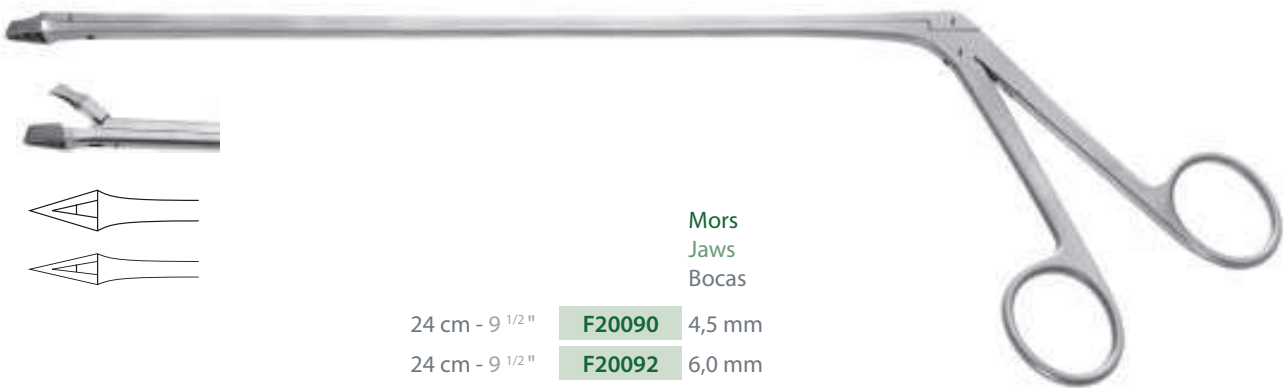 Mors
Jaws
Bocas
24 cm - 9 1/2 " F20090 4,5 mm
24 cm - 9 1/2 " F20092 6,0 mm